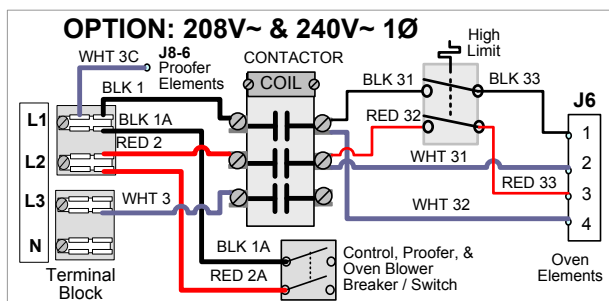 OPTION: 208V~ & 240V~ 1Ø
WHT 3C
J8-6
Proofer
Elements
CONTACTOR
COIL
High
Limit
BLK 1
BLK 1A
RED 2
BLK 31
BLK 33
J6
L1
L2
L3
N
RED 32
WHT 31
RED 33
WHT 32
1
2
3
4
WHT 3
BLK 1A
RED 2A
Terminal
Block
Control, Proofer, &
Oven Blower
Breaker / Switch
Oven
Elements